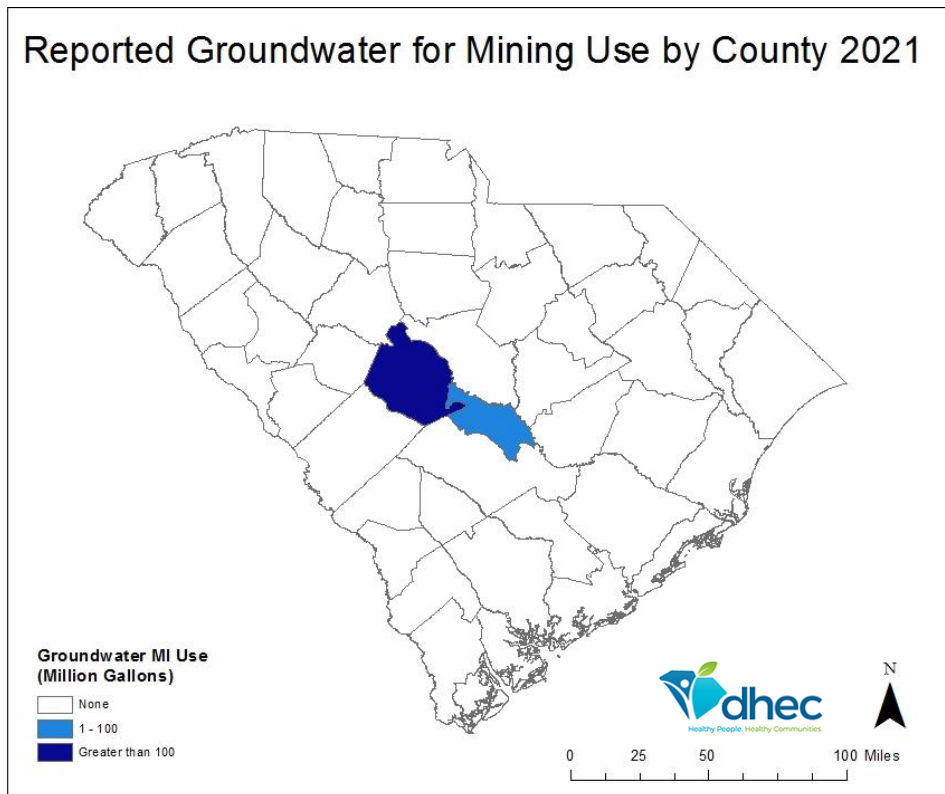 Reported Groundwater for Mining Use by County 2021
Groundwater MI Use
(Million Gallons)
None
1 - 100
Greater than 100
dhec
Healthy People. Healthy Communities.
N
0 25 50 100 Miles